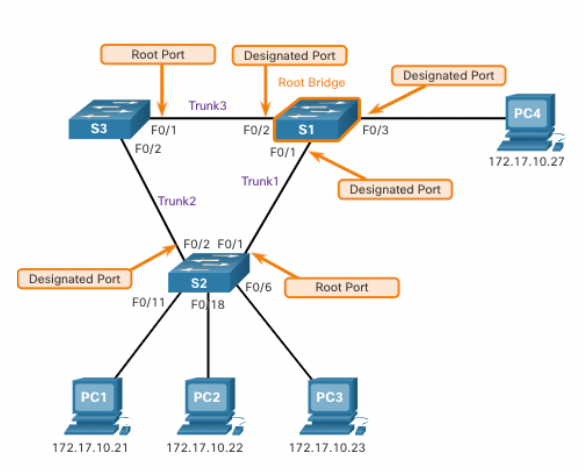 Root Port
Designated Port
Root Bridge
Designated Port
Trunk3
S3
F0/1
F0/2
S1
F0/3
PC4
F0/2
F0/1
172.17.10.27
Trunk1
Designated Port
Trunk2
F0/2
F0/1
Designated Port
S2
F0/6
Root Port
F0/11
F0/18
PC1
PC2
PC3
172.17.10.21
172.17.10.22
172.17.10.23